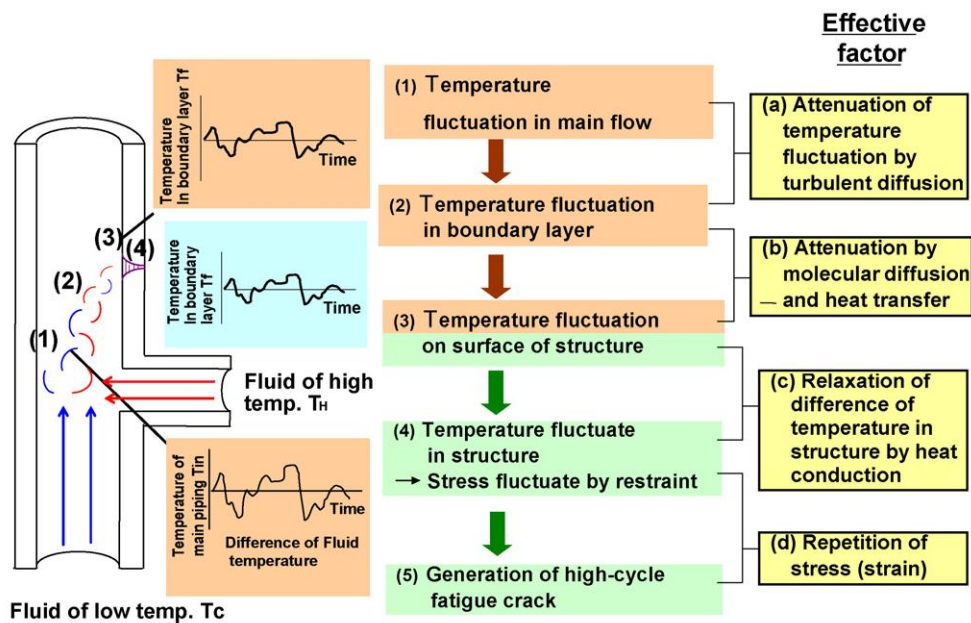 Effective
factor
Temperature
In boundary layer Tf
Time
(1) Temperature
fluctuation in main flow
(a) Attenuation of
temperature
fluctuation by
turbulent diffusion
(2) Temperature fluctuation
in boundary layer
(3)
(4)
(2)
(1)
Temperature
In boundary
layer Tf
Time
(b) Attenuation by
molecular diffusion
and heat transfer
(3) Temperature fluctuation
on surface of structure
Fluid of high
temp. TH
(c) Relaxation of
difference of
temperature in
structure by heat
conduction
(4) Temperature fluctuate
in structure
→ Stress fluctuate by restraint
Temperature of
main piping Tin
Time
Difference of Fluid
temperature
(d) Repetition of
stress (strain)
(5) Generation of high-cycle
fatigue crack
Fluid of low temp. Tc